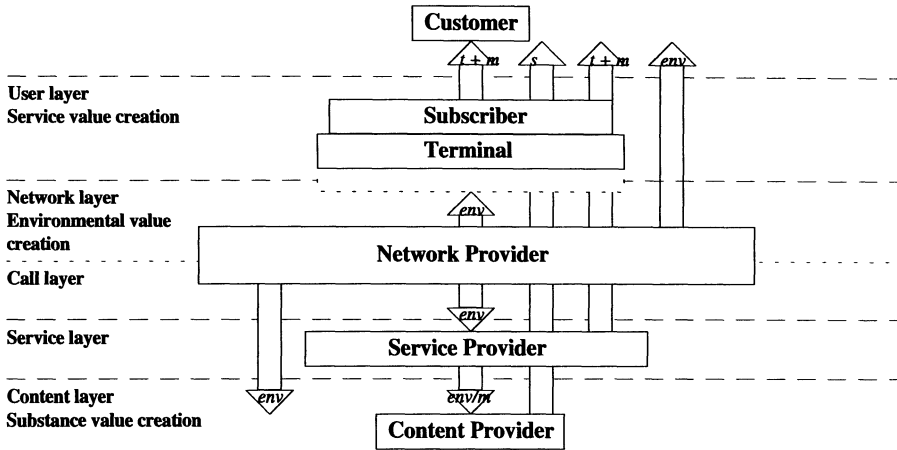 Customer
t + m
s
t + m
env
User layer
Service value creation
Subscriber
Terminal
Network layer
Environmental value
creation
env
Network Provider
Call layer
env
Service layer
Service Provider
Content layer
Substance value creation
env
env/m
Content Provider